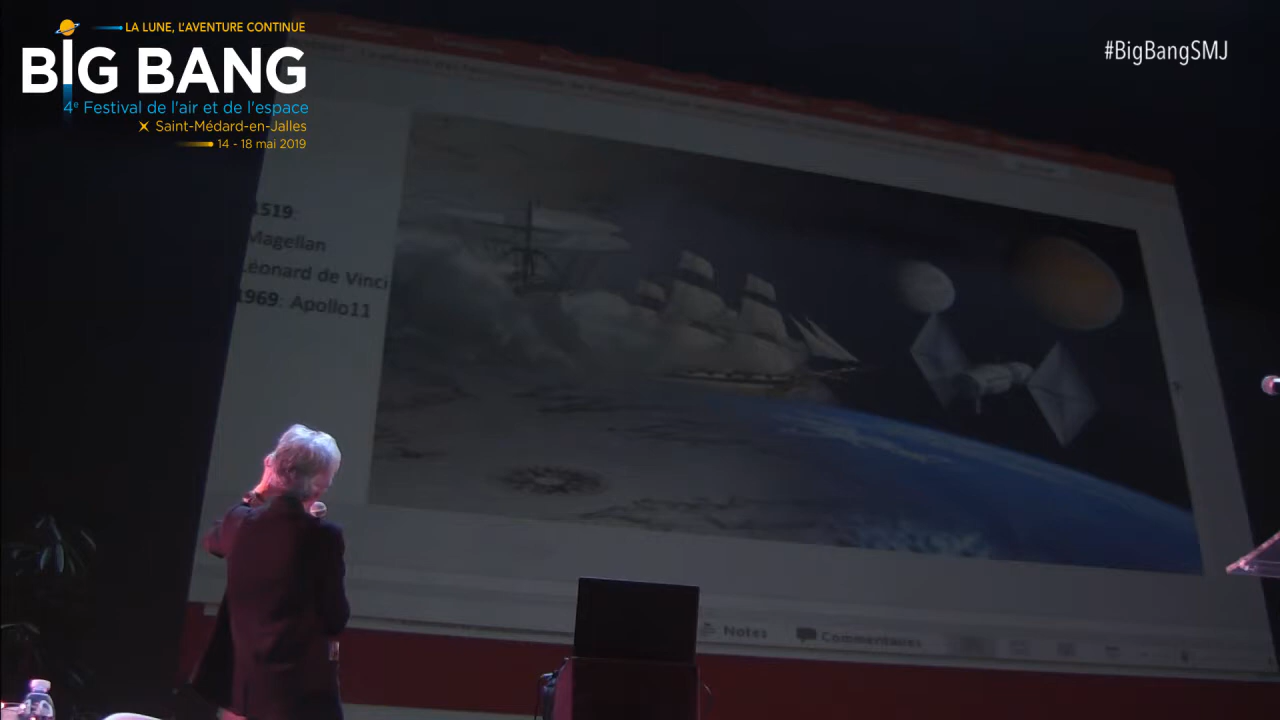 LA LUNE, L'AVENTURE CONTINUE
BIG BANG
4e Festival de l'air et de l'espace
Saint-Médard-en-Jalles
14 - 18 mai 2019
#BigBangSMJ
1519:
Magellan
Léonard de Vinci
1969: Apollo11
Notes
Commentaires